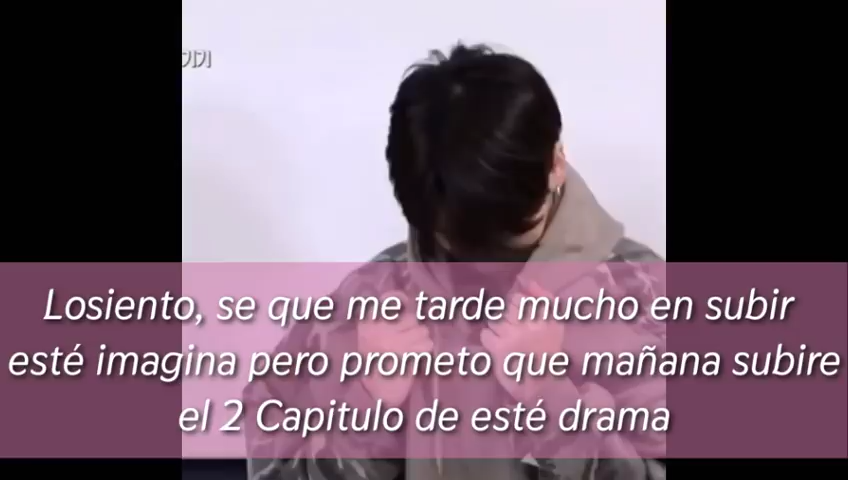 Losiento, se que me tarde mucho en subir
esté imagina pero prometo que mañana subire
el 2 Capitulo de esté drama